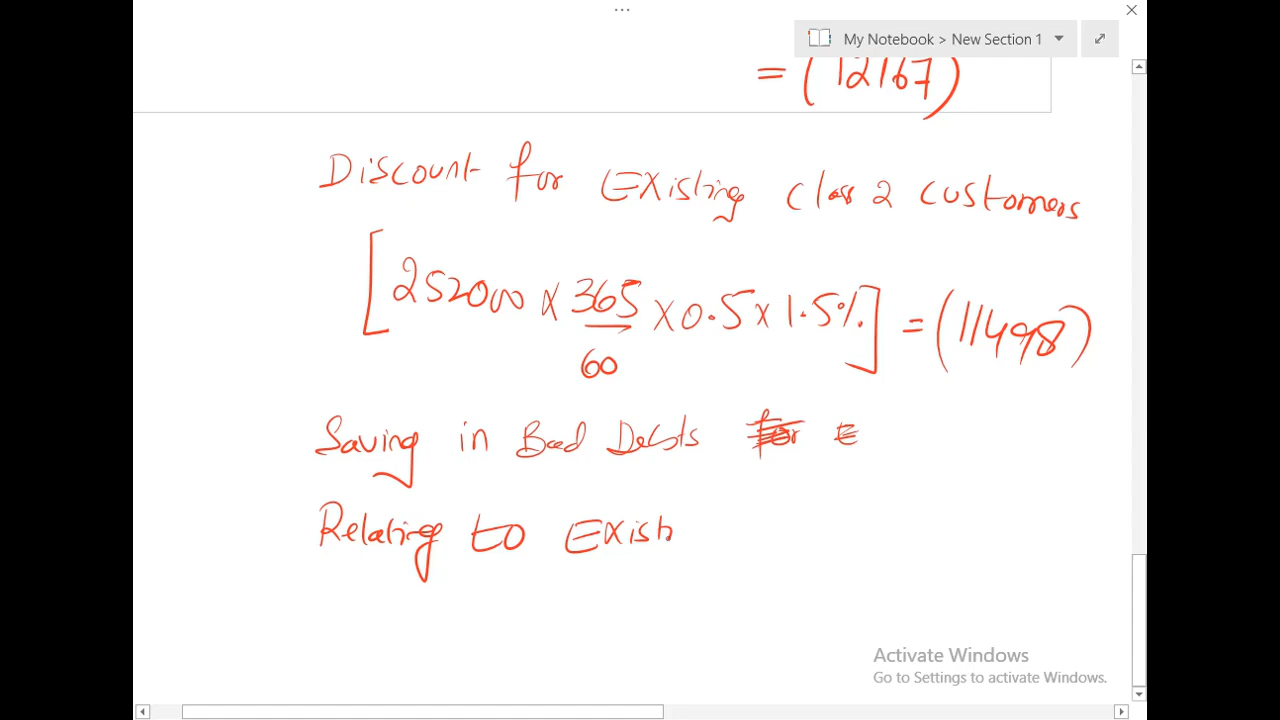 ...
My Notebook > New Section 1
= (12167)
Discount for Existing Class 2 customers
[252000 × 365/60 × 0.5 × 1.5%] = (11498)
Saving in Bad Debts
Relating to Exist
Activate Windows
Go to Settings to activate Windows.